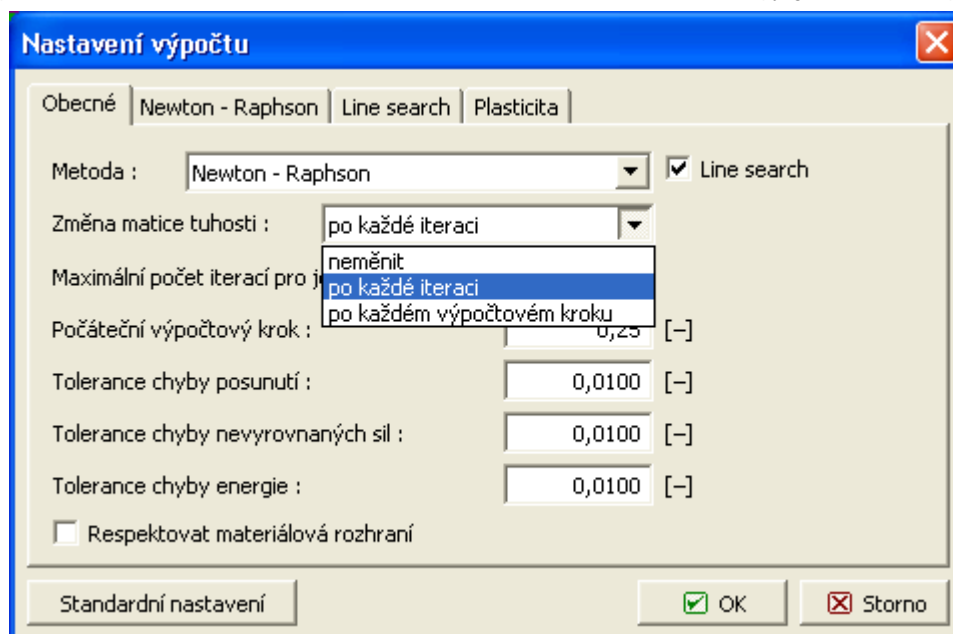 Nastavení výpočtu
Obecné Newton - Raphson Line search Plasticita
Metoda : Newton - Raphson Line search
Změna matice tuhosti : po každé iteraci
neměnit
Maximální počet iterací pro po každé iteraci
po každém výpočtovém kroku
Počáteční výpočtový krok : 0,25 [–]
Tolerance chyby posunutí : 0,0100 [–]
Tolerance chyby nevyrovnaných sil : 0,0100 [–]
Tolerance chyby energie : 0,0100 [–]
Respektovat materiálová rozhraní
Standardní nastavení OK Storno